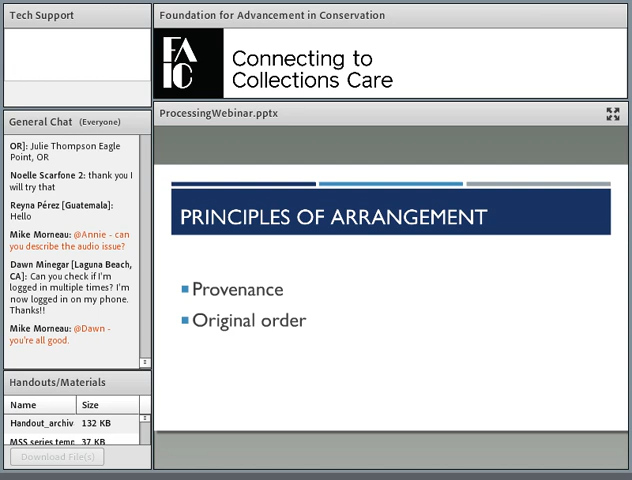 Tech Support
General Chat (Everyone)
OR]: Julie Thompson Eagle
Point, OR
Noelle Scarfone 2: thank you I
will try that
Reyna Pérez [Guatemala]:
Hello
Mike Morneau: @Annie - can
you describe the audio issue?
Dawn Minegar [Laguna Beach,
CA]: Can you check if I'm
logged in multiple times? I'm
now logged in on my phone.
Thanks!!
Mike Morneau: @Dawn -
you're all good.
Handouts/Materials
Name Size
Handout_archiv 132 KB
MSS series temp 37 KB
Download File(s)
Foundation for Advancement in Conservation
FAIC
Connecting to
Collections Care
ProcessingWebinar.pptx
PRINCIPLES OF ARRANGEMENT
Provenance
Original order